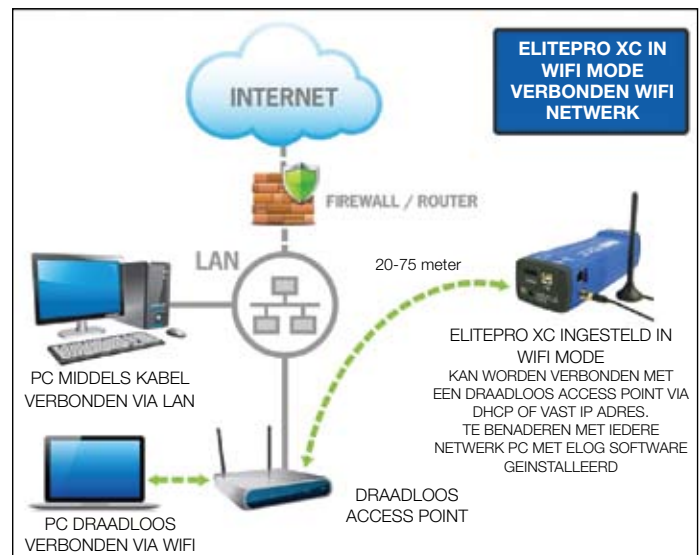 ELITEPRO XC IN
WIFI MODE
VERBONDEN WIFI
NETWERK
INTERNET
FIREWALL / ROUTER
LAN
20-75 meter
PC MIDDELS KABEL
VERBONDEN VIA LAN
ELITEPRO XC INGESTELD IN
WIFI MODE
KAN WORDEN VERBONDEN MET
EEN DRAADLOOS ACCESS POINT VIA
DHCP OF VAST IP ADRES.
TE BENADEREN MET IEDERE
NETWERK PC MET ELOG SOFTWARE
GEINSTALLEERD
DRAADLOOS
ACCESS POINT
PC DRAADLOOS
VERBONDEN VIA WIFI